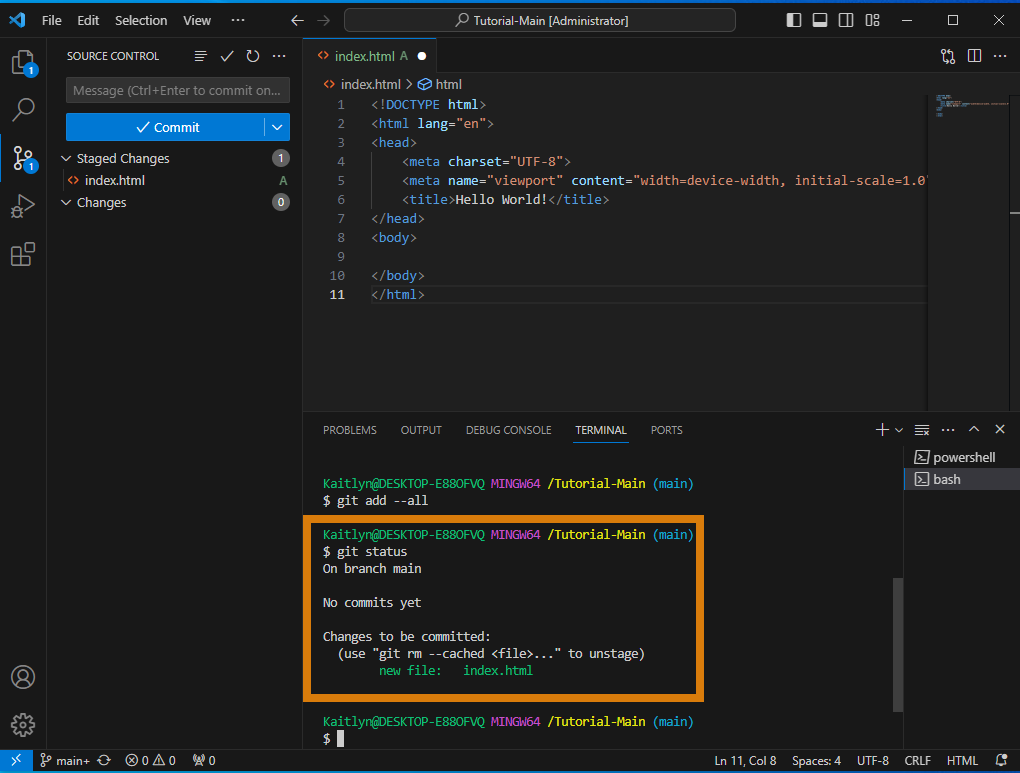 File Edit Selection View ···
Tutorial-Main [Administrator]
SOURCE CONTROL
Message (Ctrl+Enter to commit on...
Commit
Staged Changes 1
index.html A
Changes 0
1
1
index.html A
index.html > html
1 <!DOCTYPE html>
2 <html lang="en">
3 <head>
4 <meta charset="UTF-8">
5 <meta name="viewport" content="width=device-width, initial-scale=1.0"
6 <title>Hello World!</title>
7 </head>
8 <body>
9
10 </body>
11 </html>
PROBLEMS OUTPUT DEBUG CONSOLE TERMINAL PORTS
powershell
bash
Kaitlyn@DESKTOP-E88OFVQ MINGW64 /Tutorial-Main (main)
$ git add --all
Kaitlyn@DESKTOP-E88OFVQ MINGW64 /Tutorial-Main (main)
$ git status
On branch main
No commits yet
Changes to be committed:
(use "git rm --cached <file>..." to unstage)
new file: index.html
Kaitlyn@DESKTOP-E88OFVQ MINGW64 /Tutorial-Main (main)
$
main+ 0 0 0 Ln 11, Col 8 Spaces: 4 UTF-8 CRLF HTML